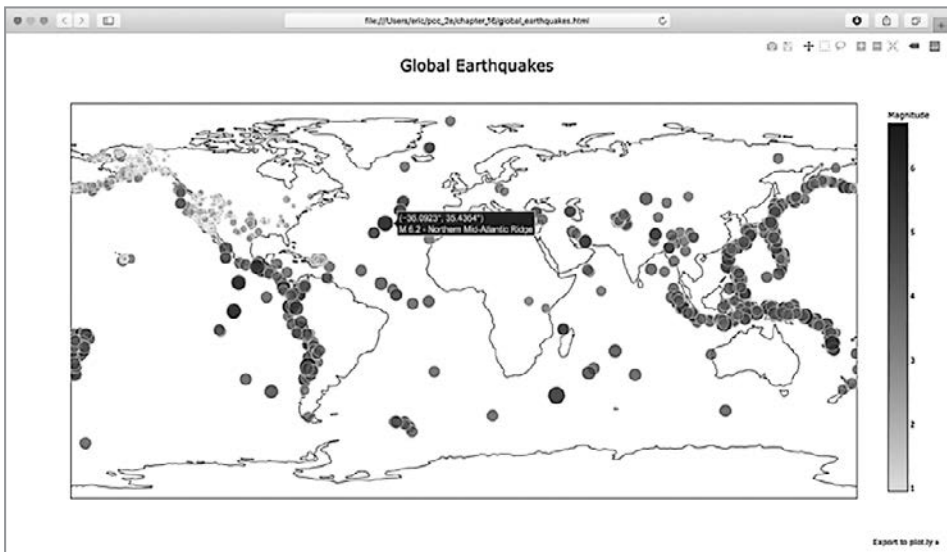 file:///Users/eric/pcc_2e/chapter_16/global_earthquakes.html
Global Earthquakes
Magnitude
6
5
4
3
2
1
(−36.0923°, 35.4364°)
M 6.2 - Northern Mid-Atlantic Ridge
Export to plot.ly »